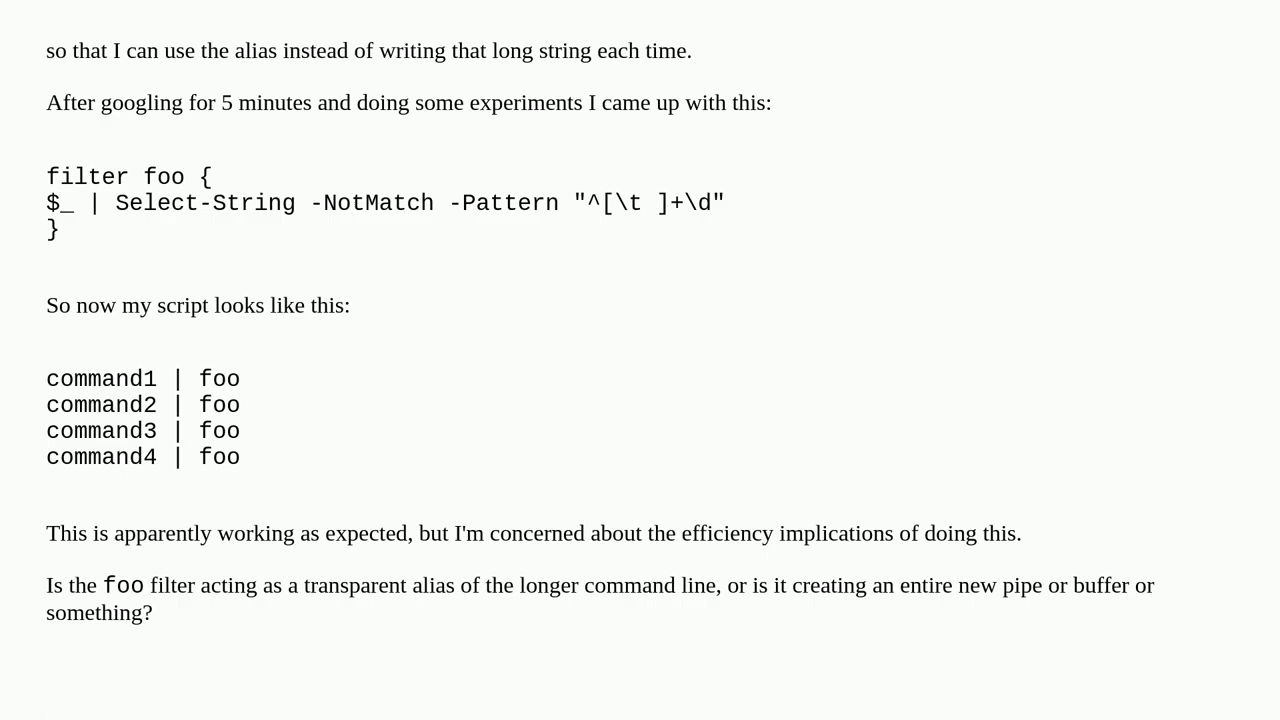 so that I can use the alias instead of writing that long string each time.
After googling for 5 minutes and doing some experiments I came up with this:
filter foo {
$_ | Select-String -NotMatch -Pattern "^[\t ]+\d"
}
So now my script looks like this:
command1 | foo
command2 | foo
command3 | foo
command4 | foo
This is apparently working as expected, but I'm concerned about the efficiency implications of doing this.
Is the foo filter acting as a transparent alias of the longer command line, or is it creating an entire new pipe or buffer or
something?